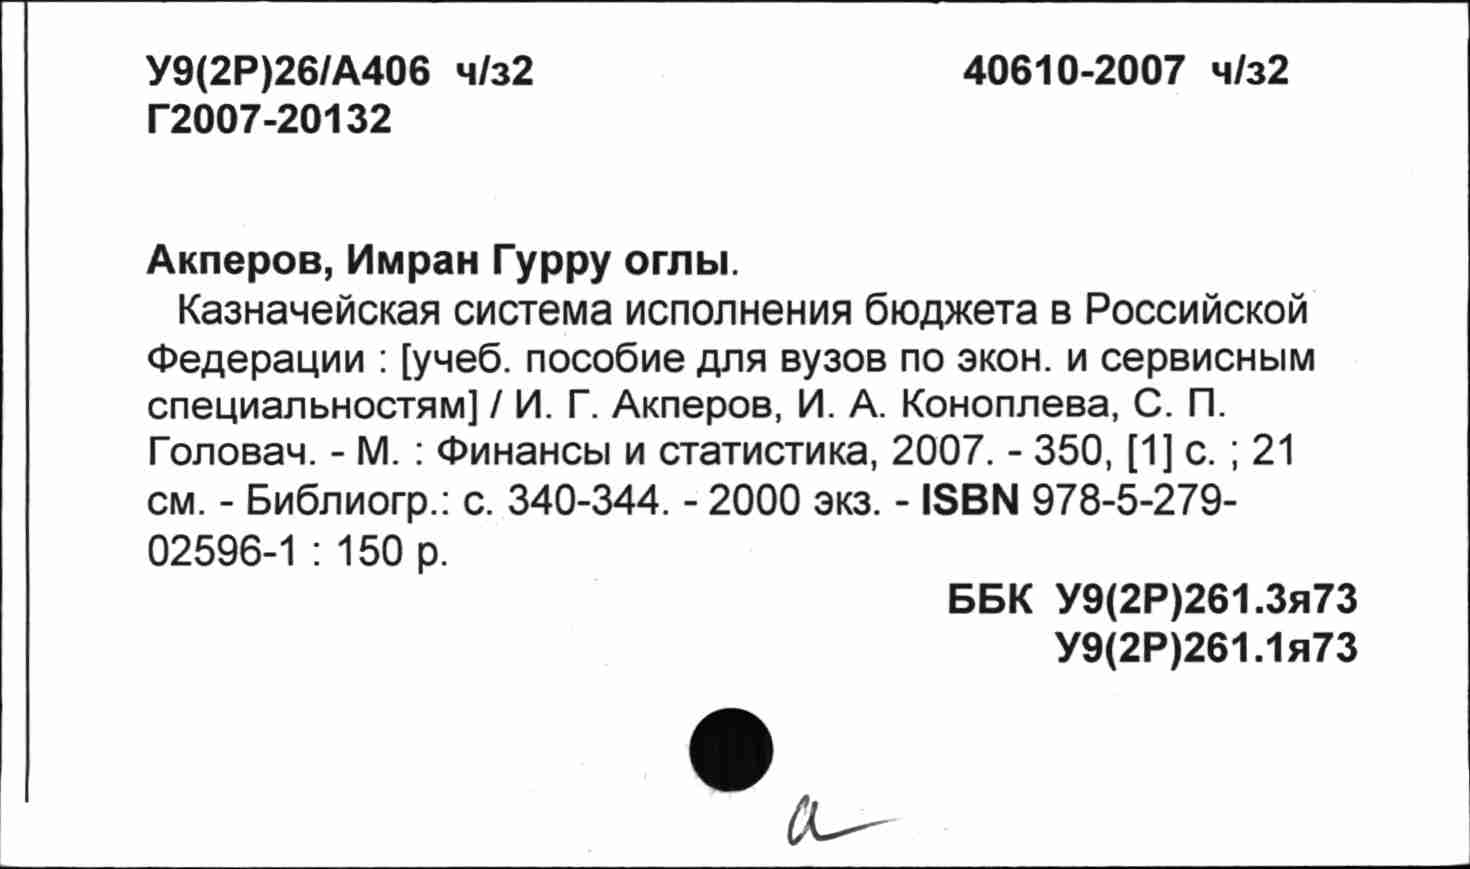 У9(2Р)26/А406 ч/з2 40610-2007 ч/з2
Г2007-20132
Акперов, Имран Гурру оглы.
Казначейская система исполнения бюджета в Российской
Федерации : [учеб. пособие для вузов по экон. и сервисным
специальностям] / И. Г. Акперов, И. А. Коноплева, С. П.
Головач. - М. : Финансы и статистика, 2007. - 350, [1] с. ; 21
см. - Библиогр.: с. 340-344. - 2000 экз. - ISBN 978-5-279-
02596-1 : 150 р.
ББК У9(2Р)261.3я73
У9(2Р)261.1я73
а